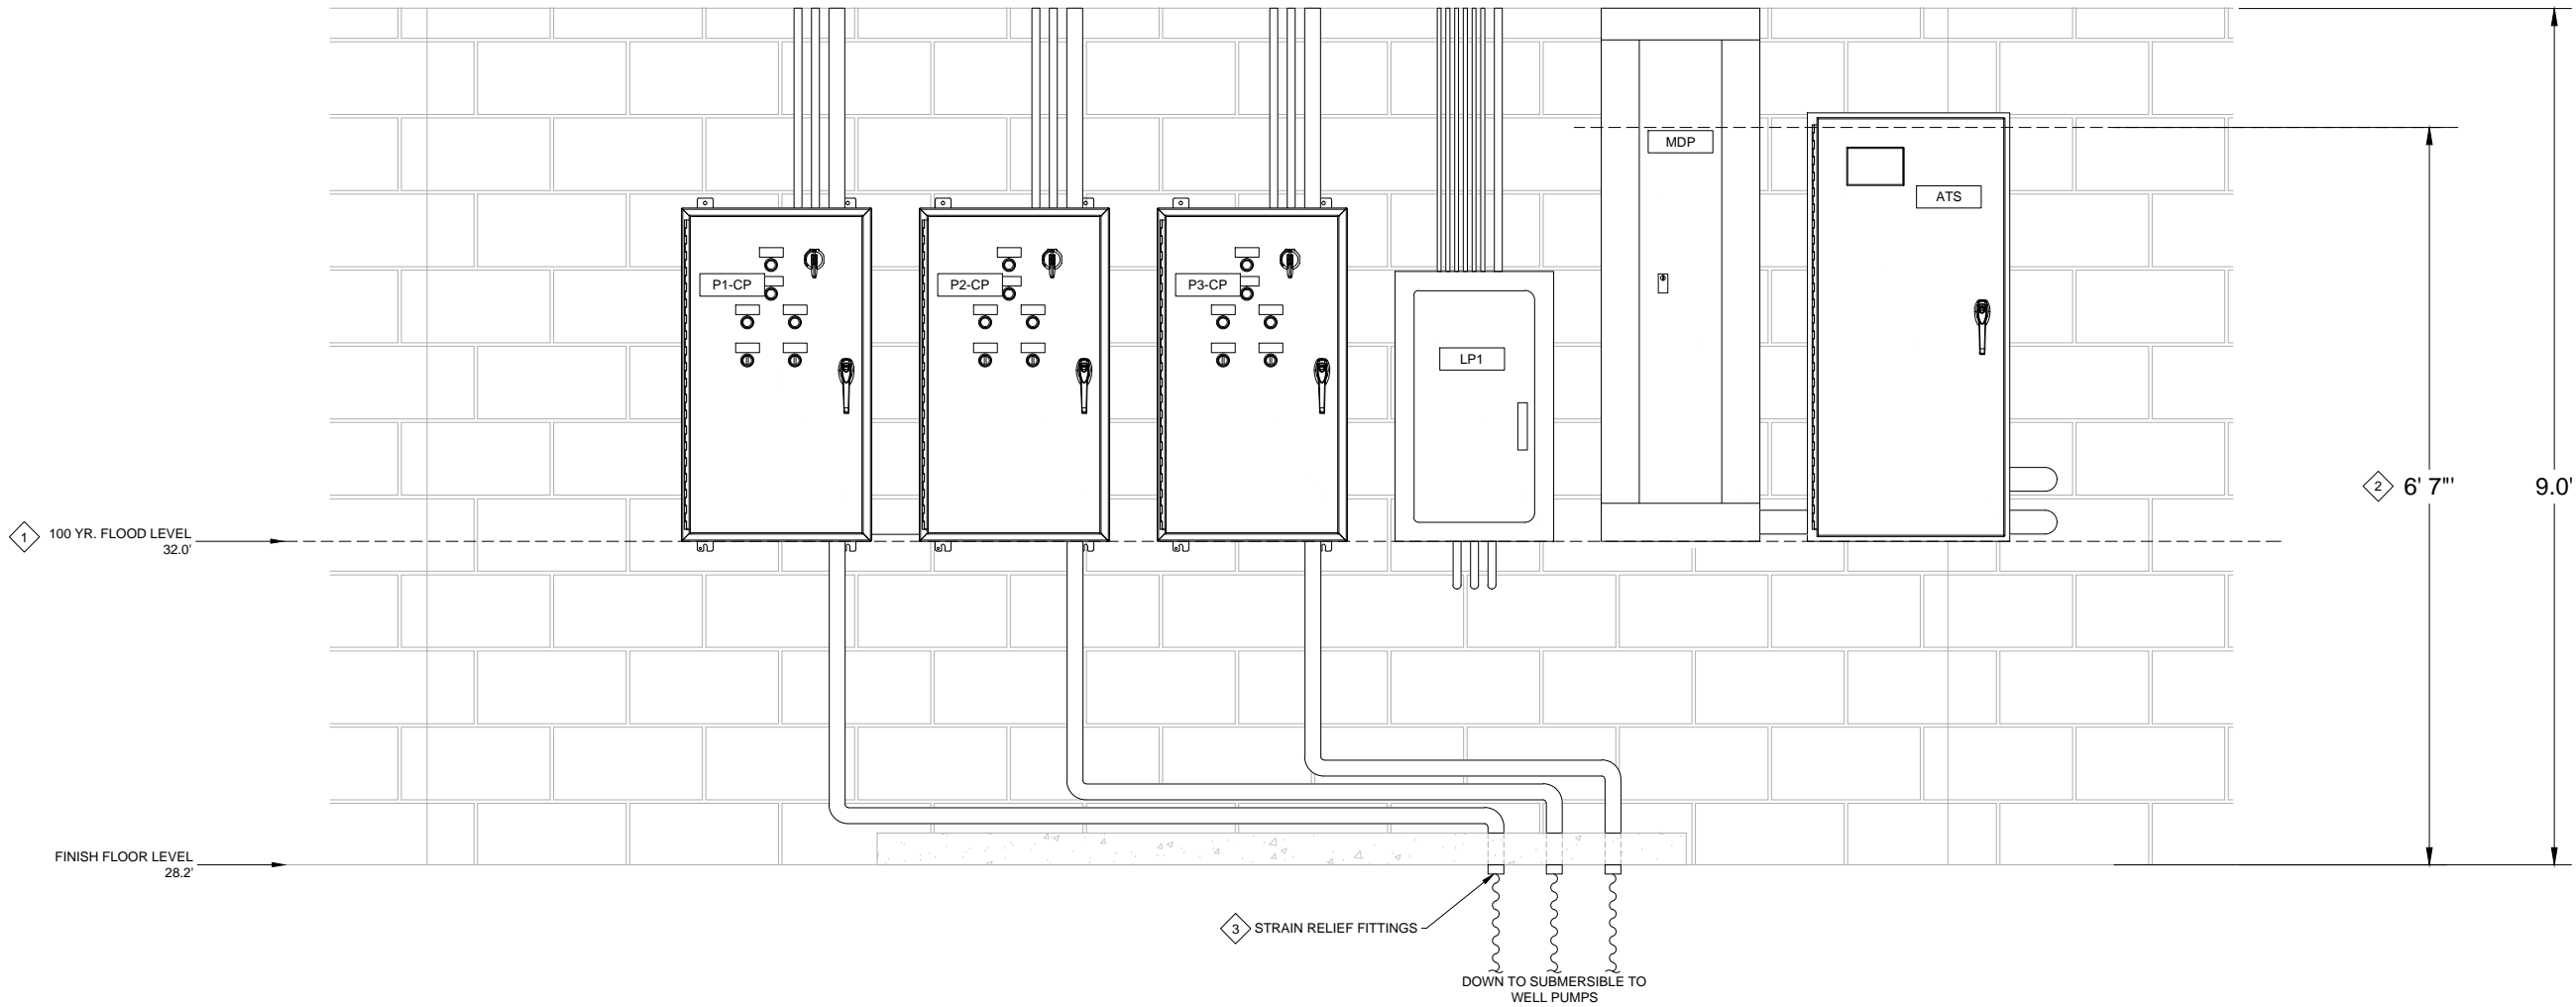 MDP
ATS
P1-CP
P2-CP
P3-CP
LP1
2 6' 7"'
9.0'
1 100 YR. FLOOD LEVEL
32.0'
FINISH FLOOR LEVEL
28.2'
3 STRAIN RELIEF FITTINGS
DOWN TO SUBMERSIBLE TO
WELL PUMPS